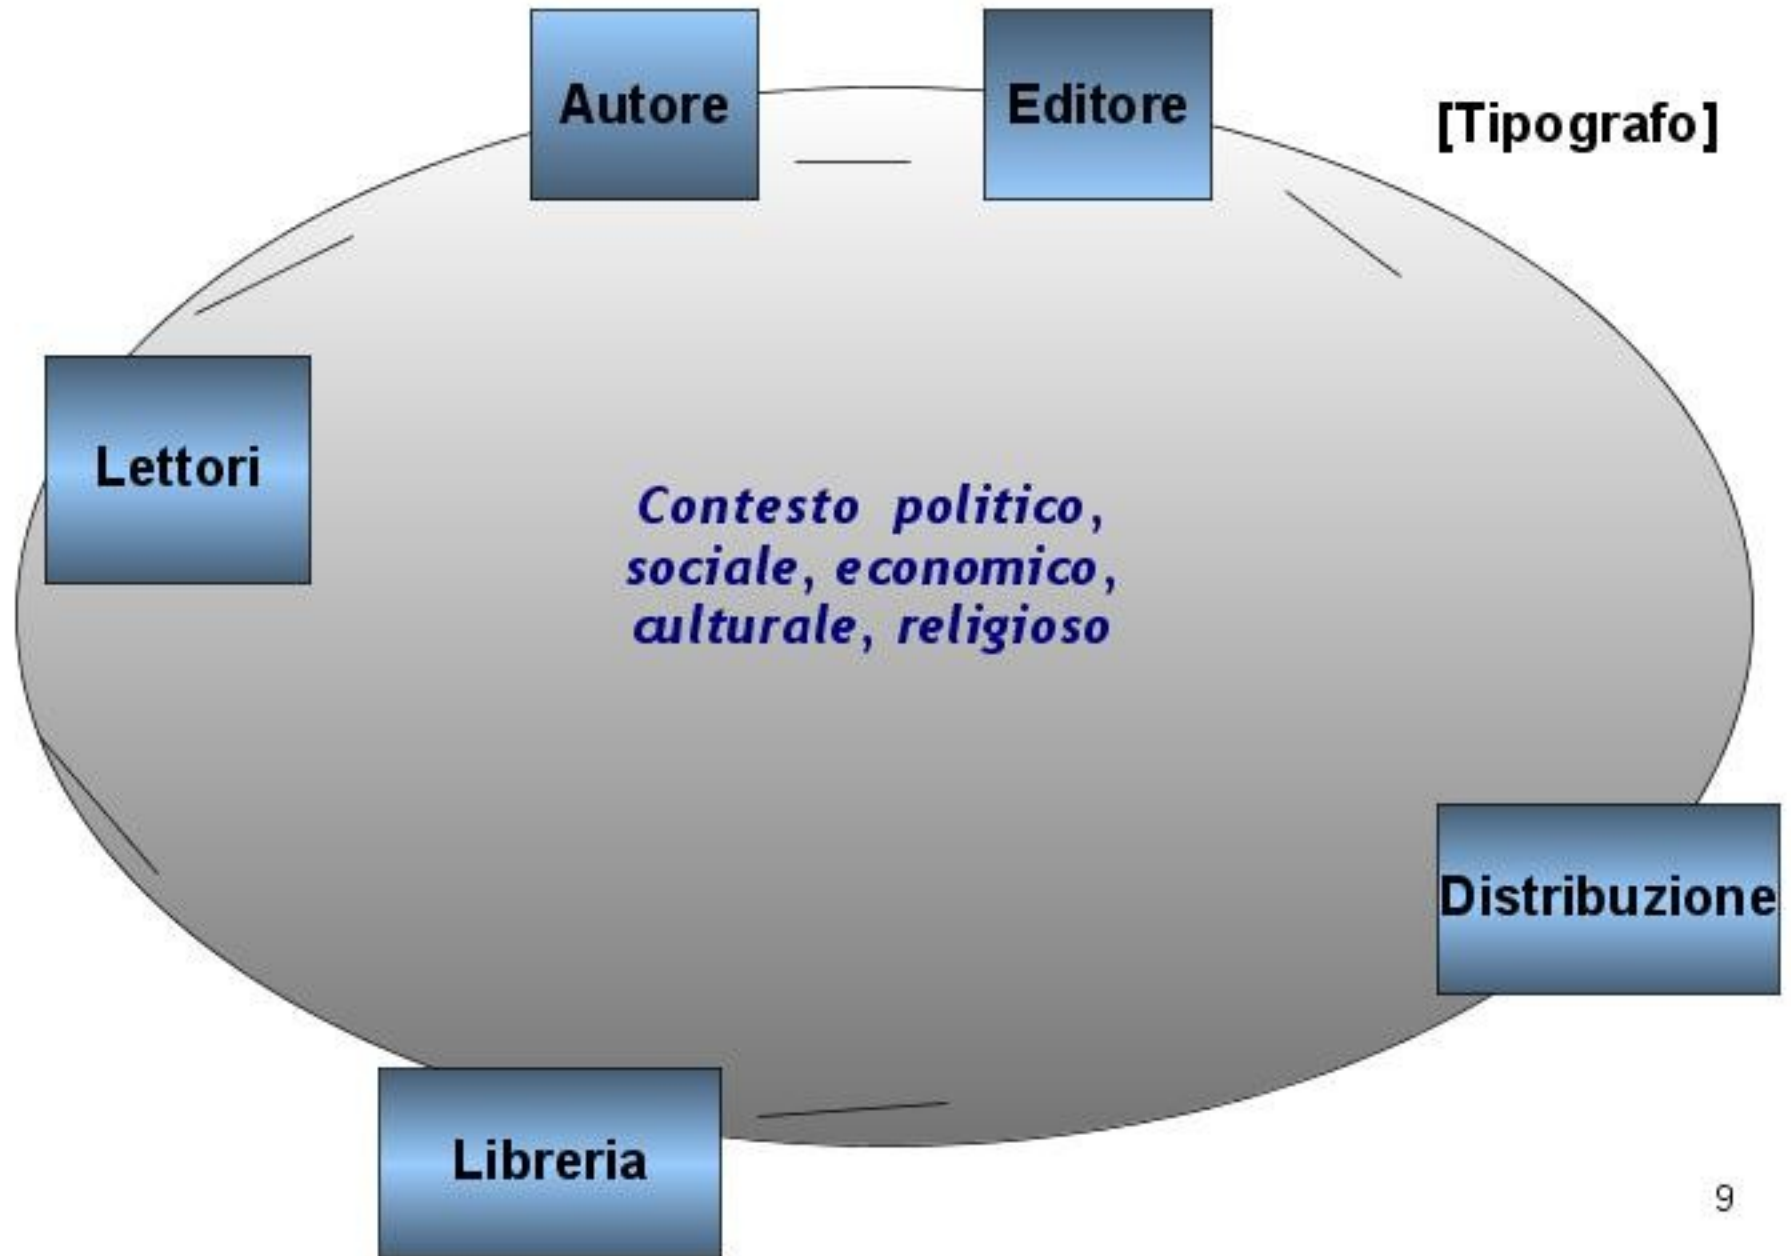 Autore
Editore
[Tipografo]
Lettori
Contesto politico,
sociale, economico,
culturale, religioso
Distribuzione
Libreria
9